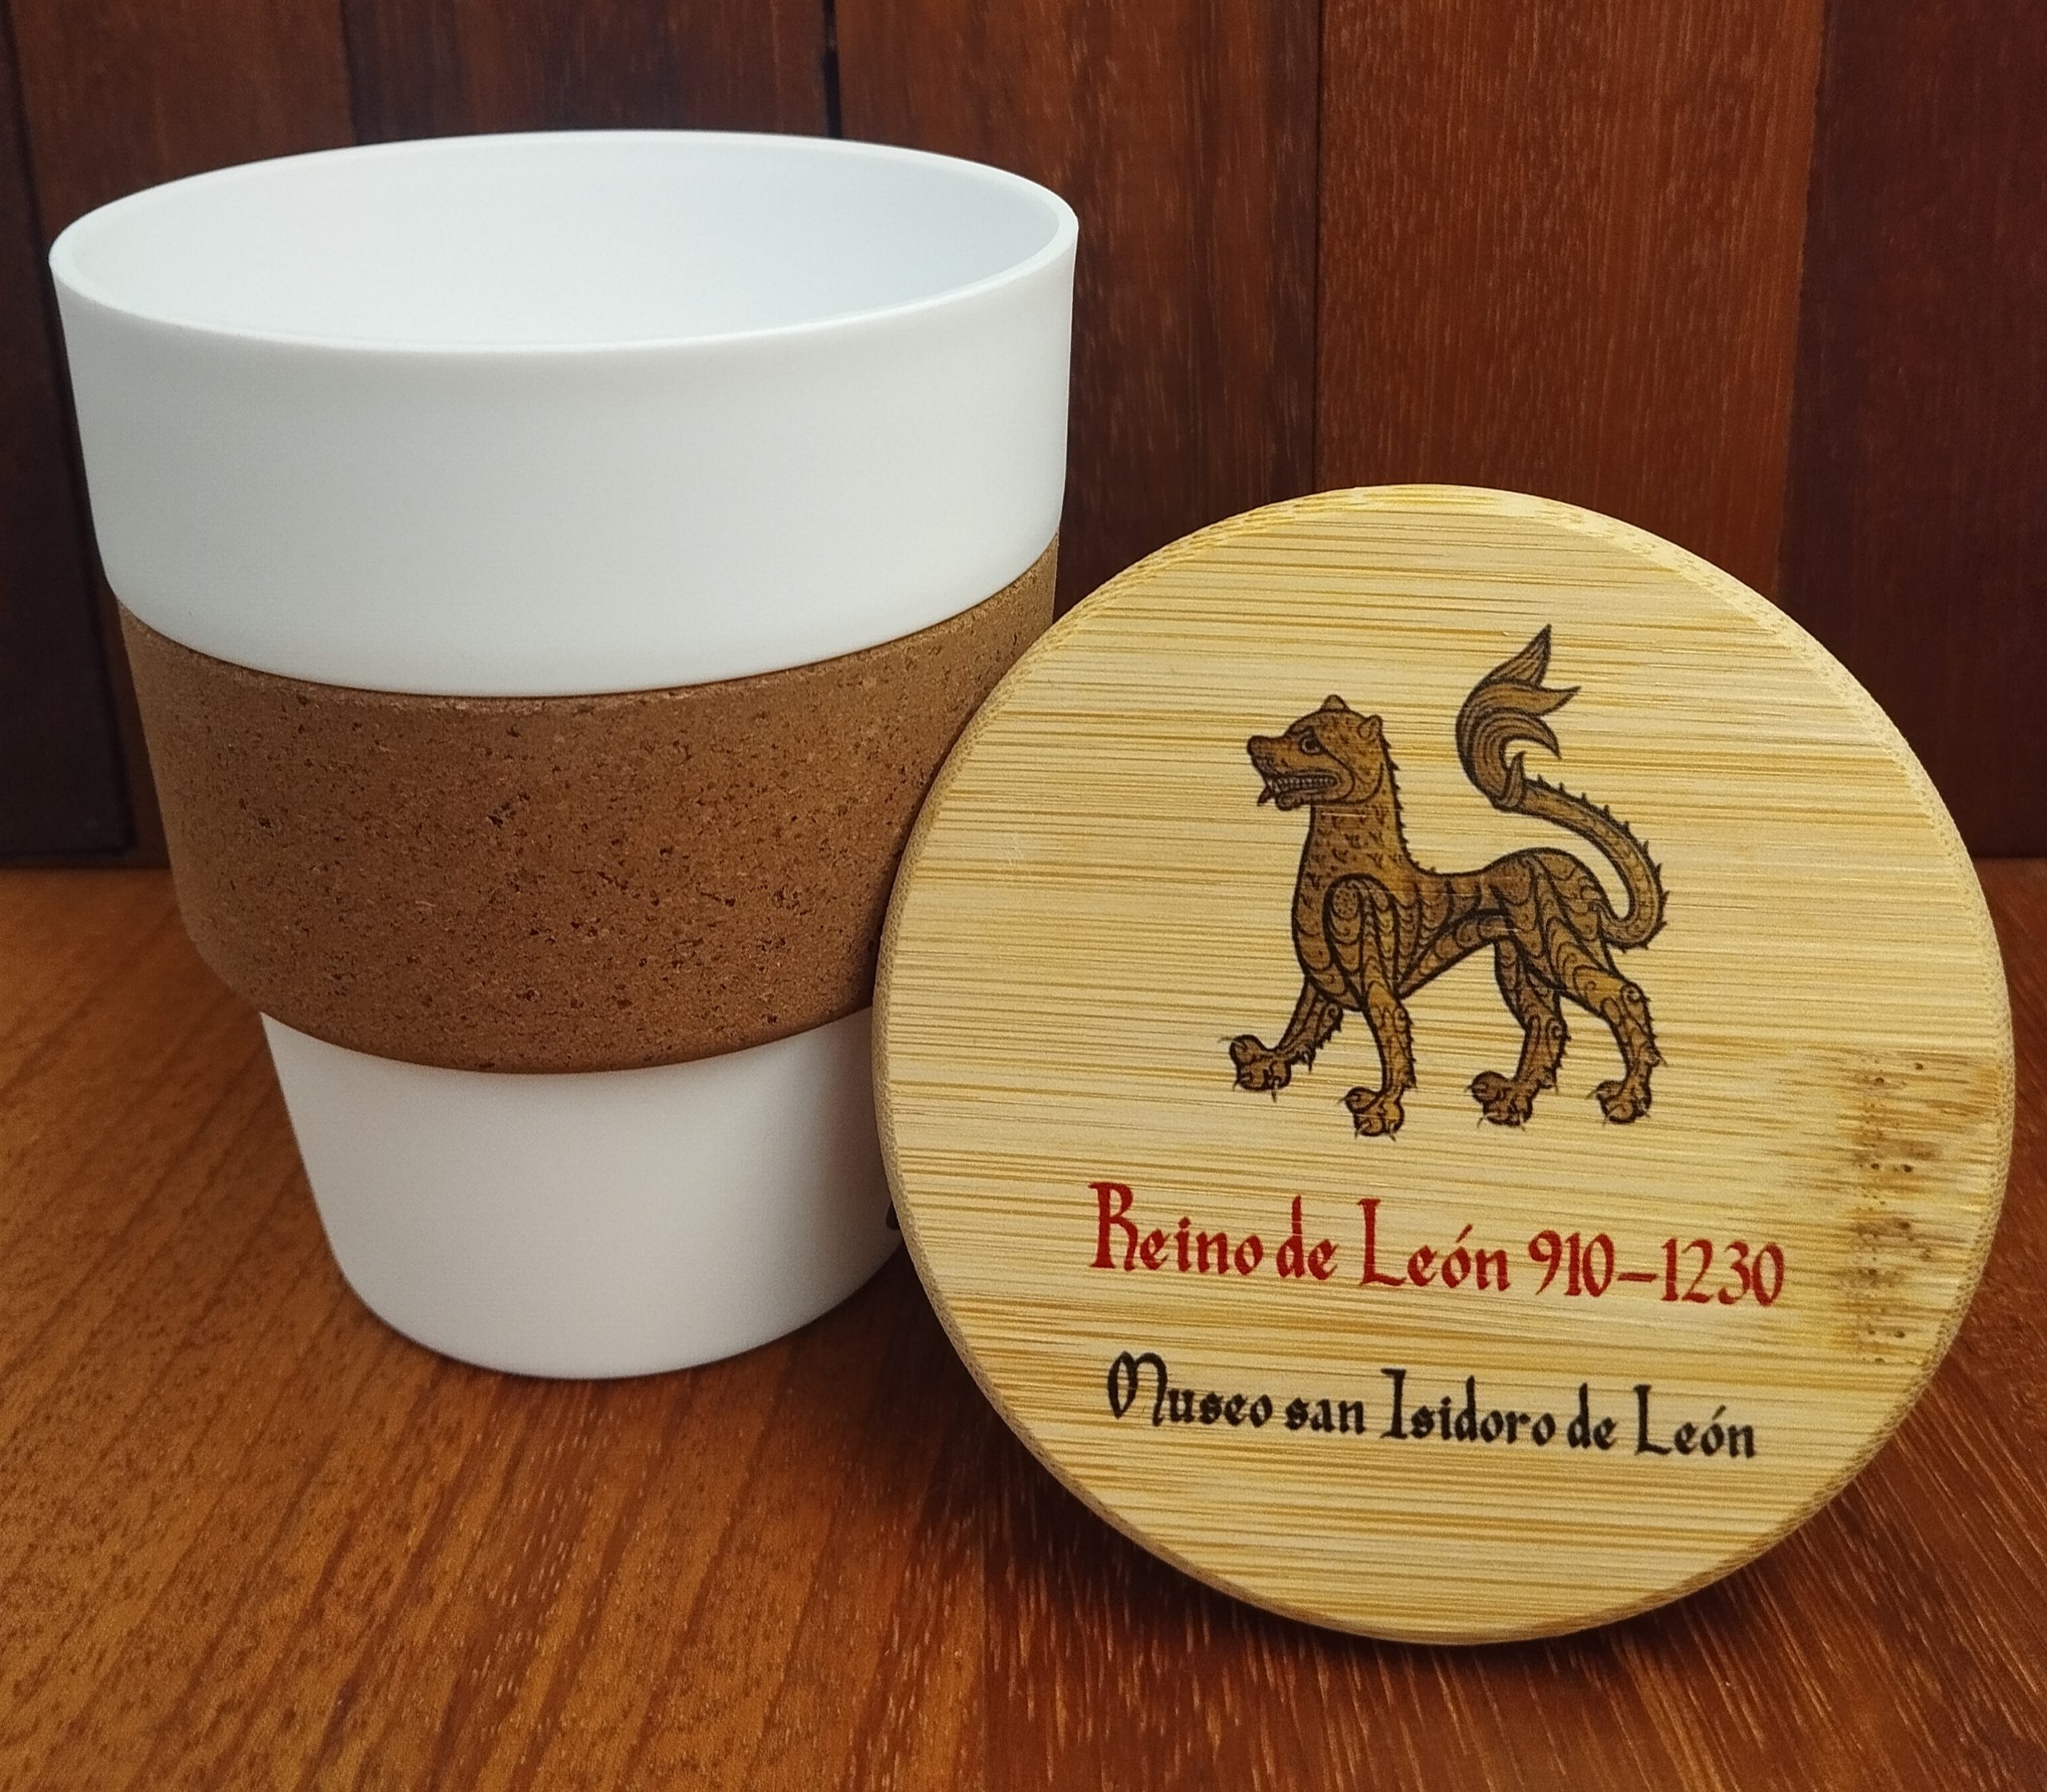 Reino de León 910-1230
Museo san Isidoro de León